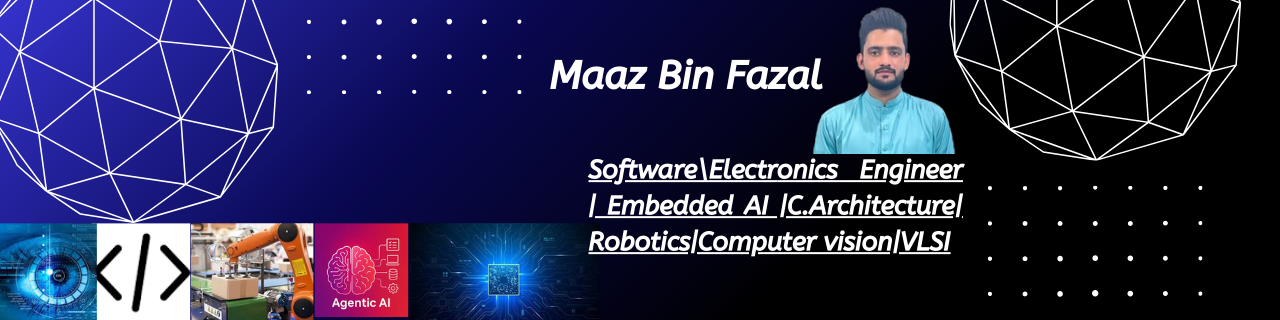 Maaz Bin Fazal
Software\Electronics Engineer
| Embedded AI |C.Architecture|
Robotics|Computer vision|VLSI
</>
Agentic AI